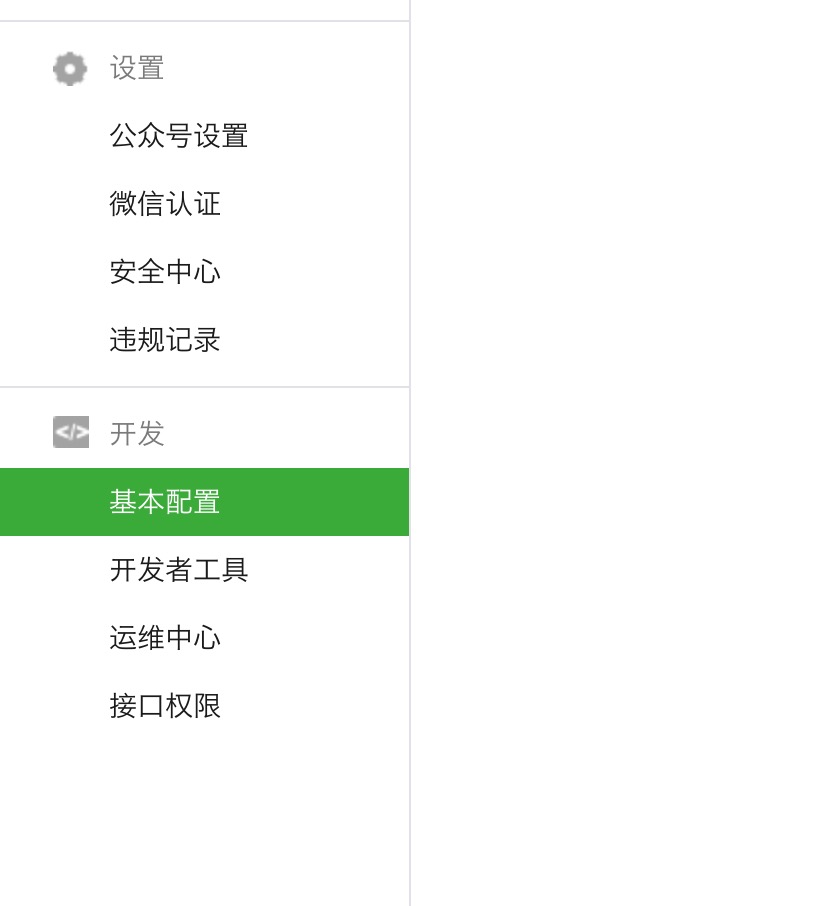 设置
公众号设置
微信认证
安全中心
违规记录
</>
开发
基本配置
开发者工具
运维中心
接口权限